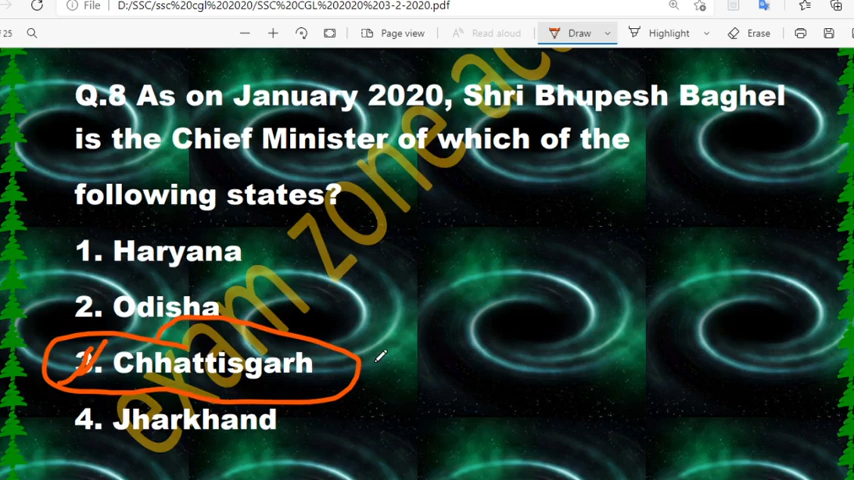 File D:/SSC/ssc%20cgl%202020/SSC%20CGL%202020%203-2-2020.pdf
/25 Page view Read aloud Draw Highlight Erase
Q.8 As on January 2020, Shri Bhupesh Baghel
is the Chief Minister of which of the
following states?
1. Haryana
2. Odisha
3. Chhattisgarh
4. Jharkhand
exam zone